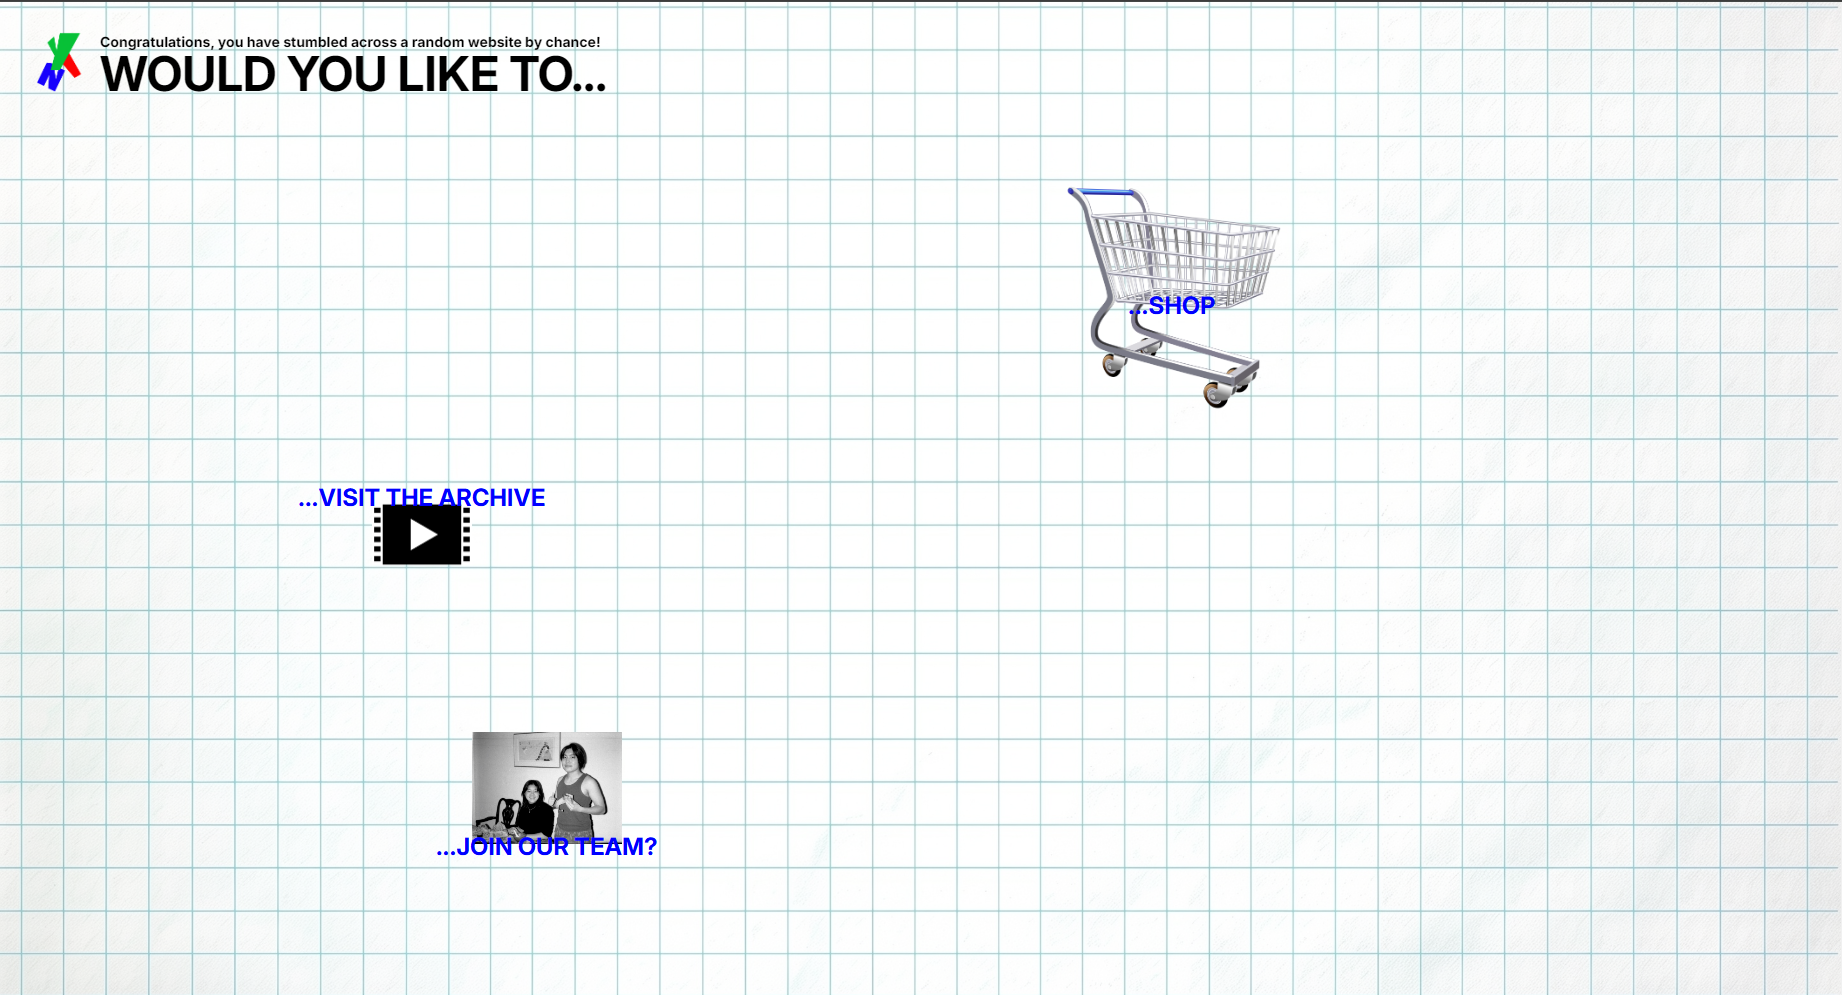 Congratulations, you have stumbled across a random website by chance!
WOULD YOU LIKE TO...
...SHOP
...VISIT THE ARCHIVE
...JOIN OUR TEAM?